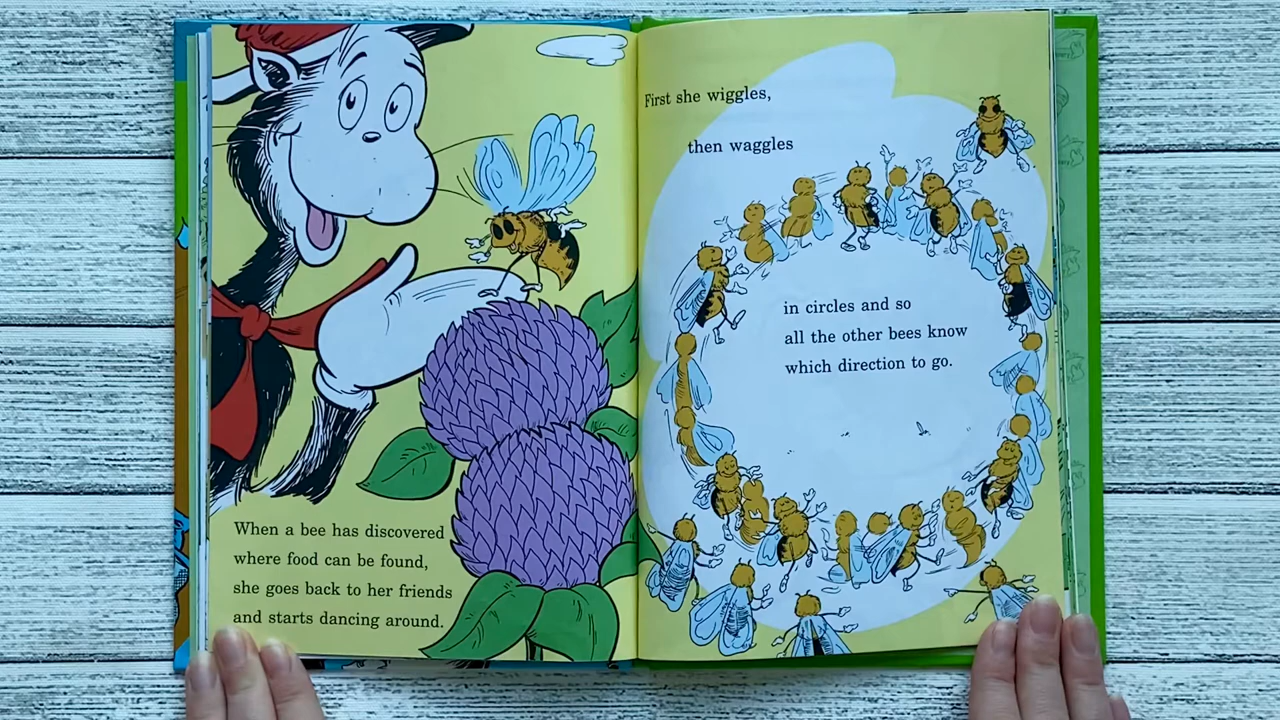 When a bee has discovered
where food can be found,
she goes back to her friends
and starts dancing around.
First she wiggles,
then waggles
in circles and so
all the other bees know
which direction to go.